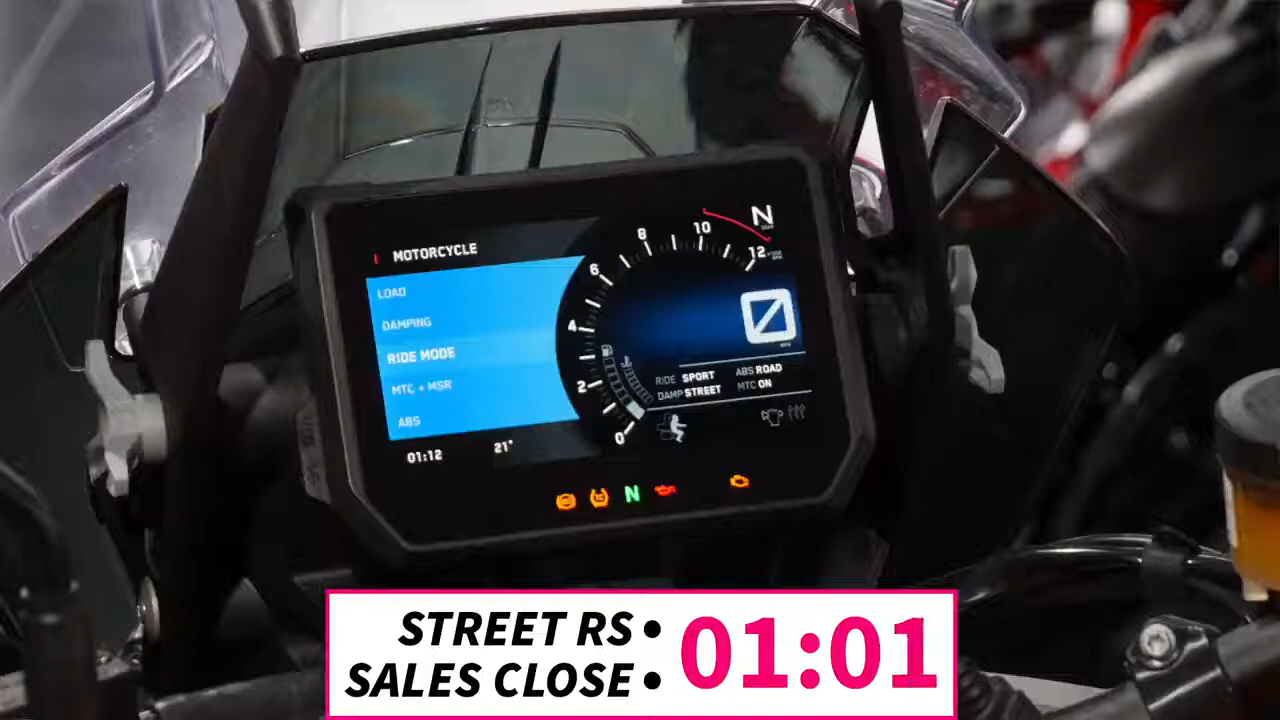 MOTORCYCLE
LOAD
DAMPING
RIDE MODE
MTC + MSR
ABS
01:12
21°
0
2
4
6
8
10
12
N
0
RIDE SPORT ABS ROAD
DAMP STREET MTC ON
N
STREET RS •
SALES CLOSE •
01:01